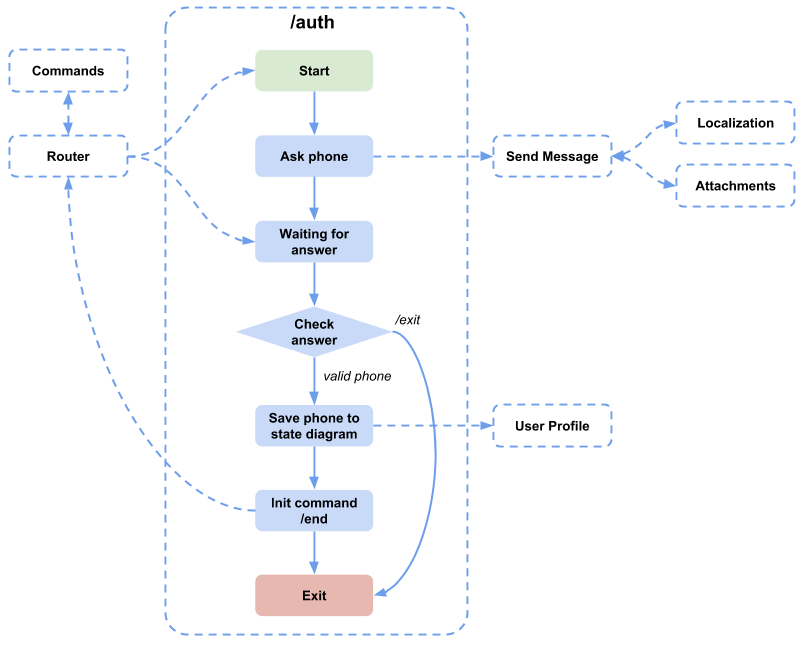 /auth
Commands
Start
Router
Ask phone
Send Message
Localization
Attachments
Waiting for
answer
Check
answer
/exit
valid phone
Save phone to
state diagram
User Profile
Init command
/end
Exit